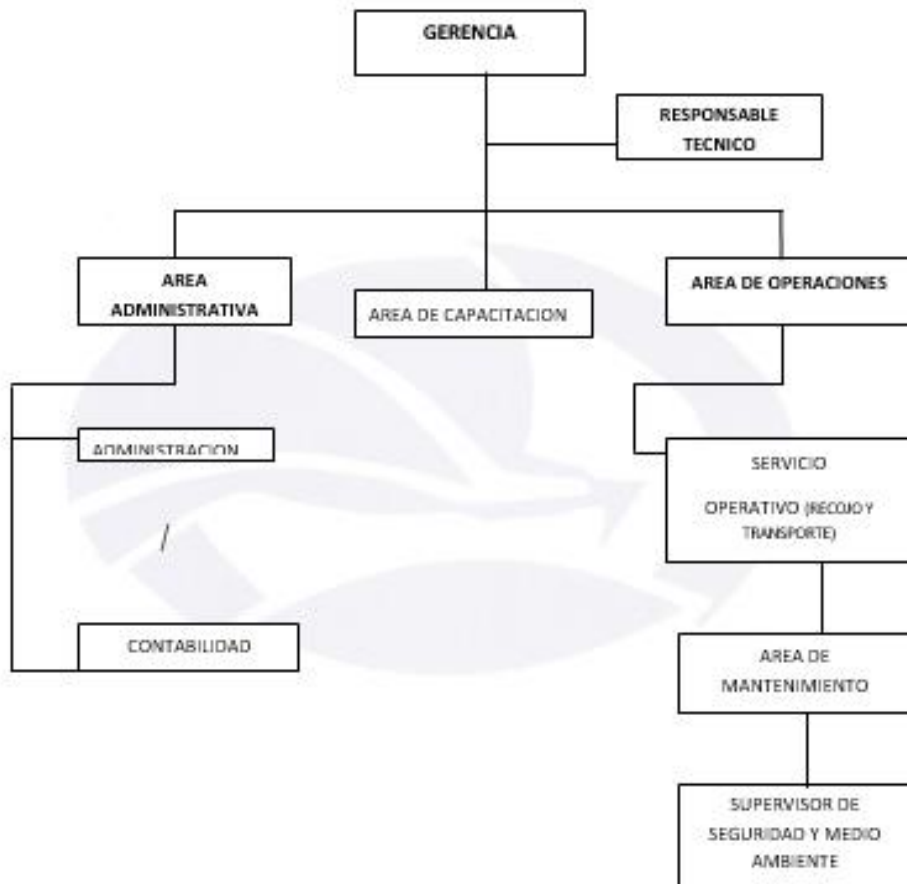 GERENCIA
RESPONSABLE
TECNICO
AREA
ADMINISTRATIVA
AREA DE CAPACITACION
AREA DE OPERACIONES
ADMINISTRACION
SERVICIO
OPERATIVO (RECOJO Y
TRANSPORTE)
/
CONTABILIDAD
AREA DE
MANTENIMIENTO
SUPERVISOR DE
SEGURIDAD Y MEDIO
AMBIENTE